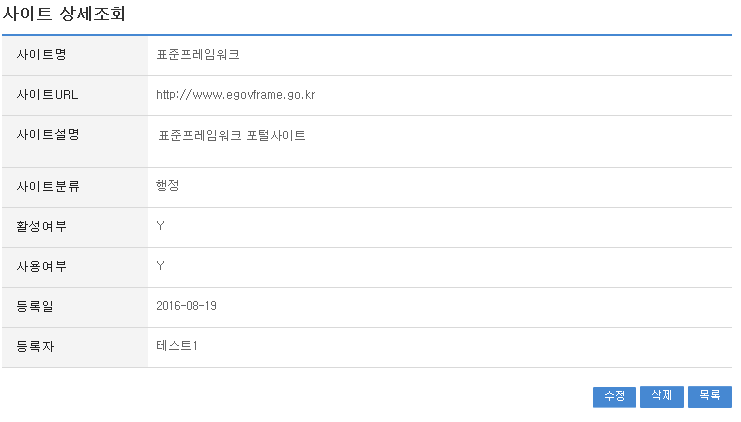 사이트 상세조회
사이트명 표준프레임워크
사이트URL http://www.egovframe.go.kr
사이트설명 표준프레임워크 포털사이트
사이트분류 행정
활성여부 Y
사용여부 Y
등록일 2016-08-19
등록자 테스트1
수정 삭제 목록